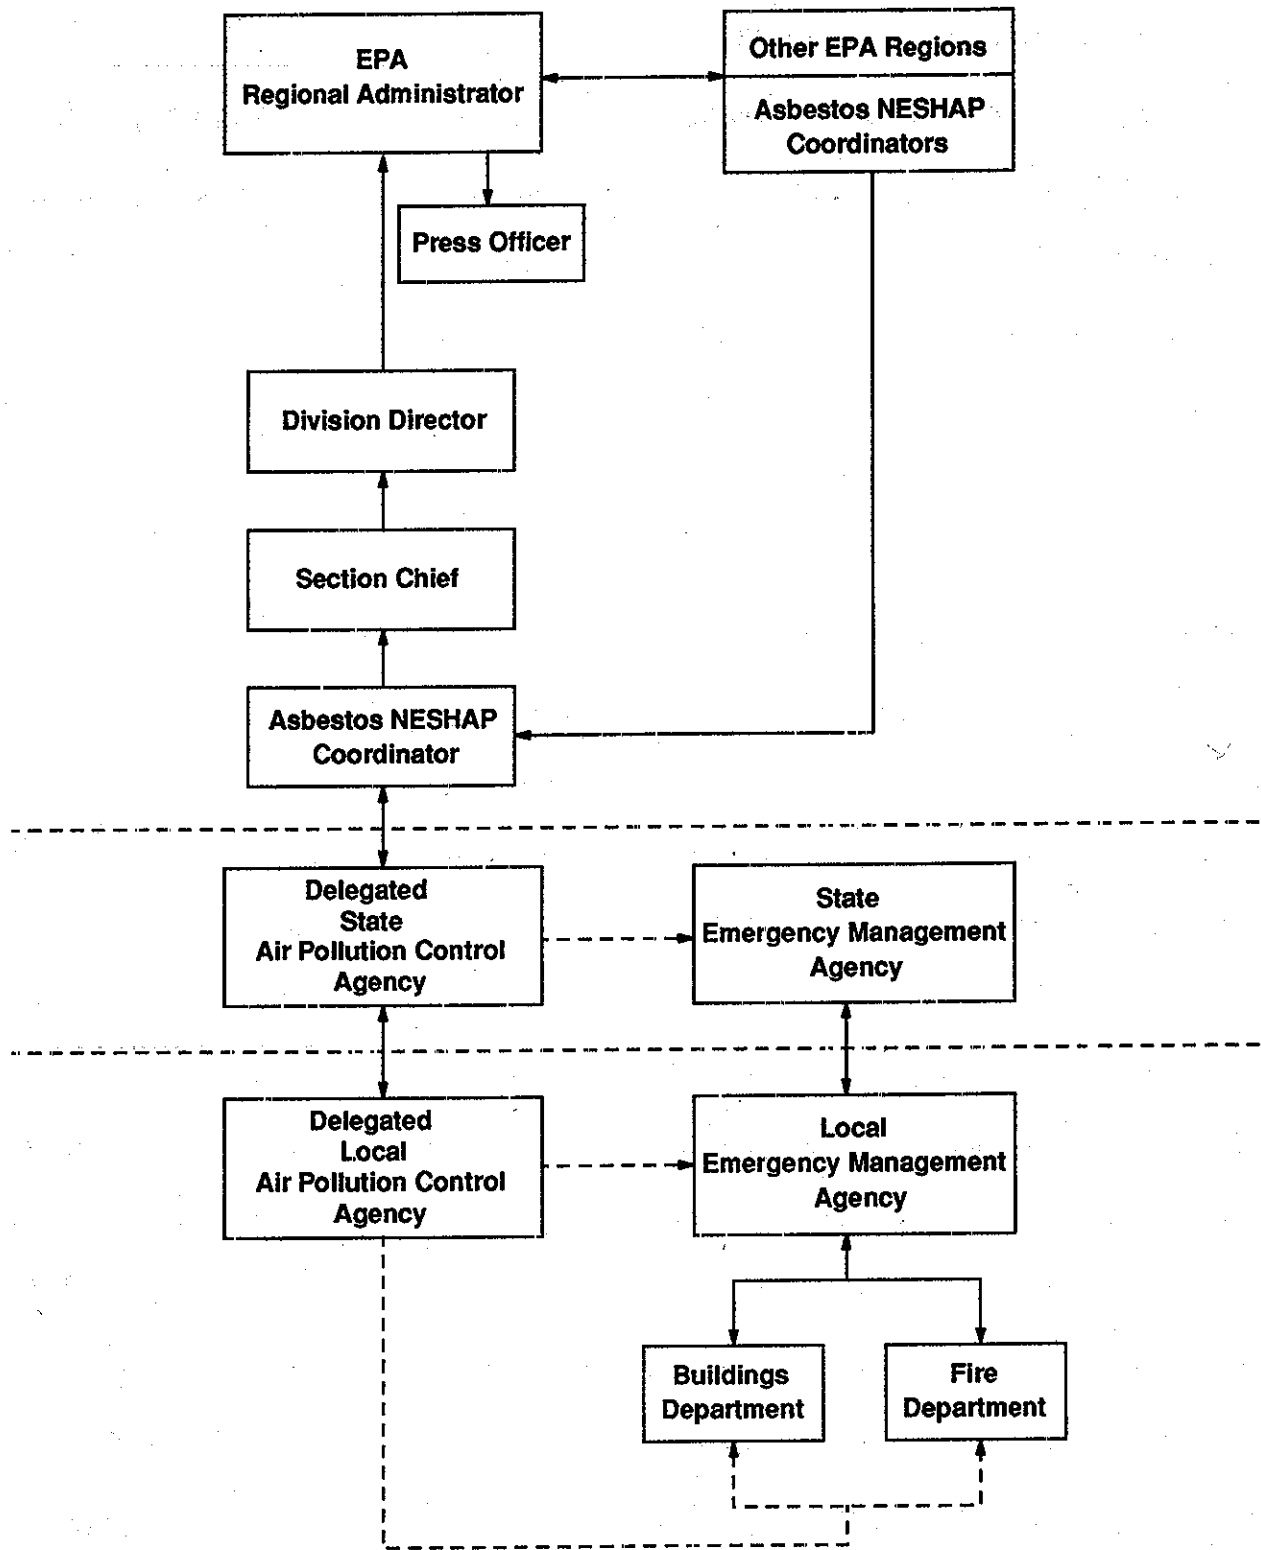 EPA
Regional Administrator
Other EPA Regions
Asbestos NESHAP
Coordinators
Press Officer
Division Director
Section Chief
Asbestos NESHAP
Coordinator
Delegated
State
Air Pollution Control
Agency
State
Emergency Management
Agency
Delegated
Local
Air Pollution Control
Agency
Local
Emergency Management
Agency
Buildings
Department
Fire
Department